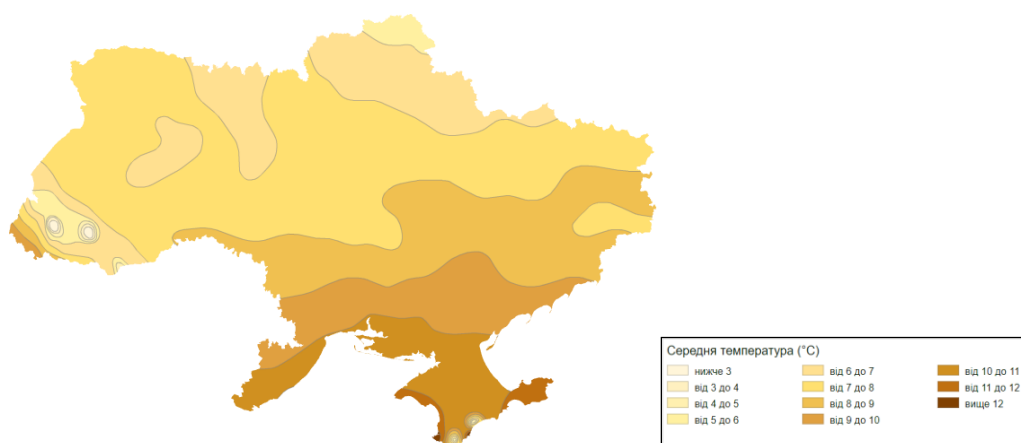 Середня температура (°C)
нижче 3
від 3 до 4
від 4 до 5
від 5 до 6
від 6 до 7
від 7 до 8
від 8 до 9
від 9 до 10
від 10 до 11
від 11 до 12
вище 12